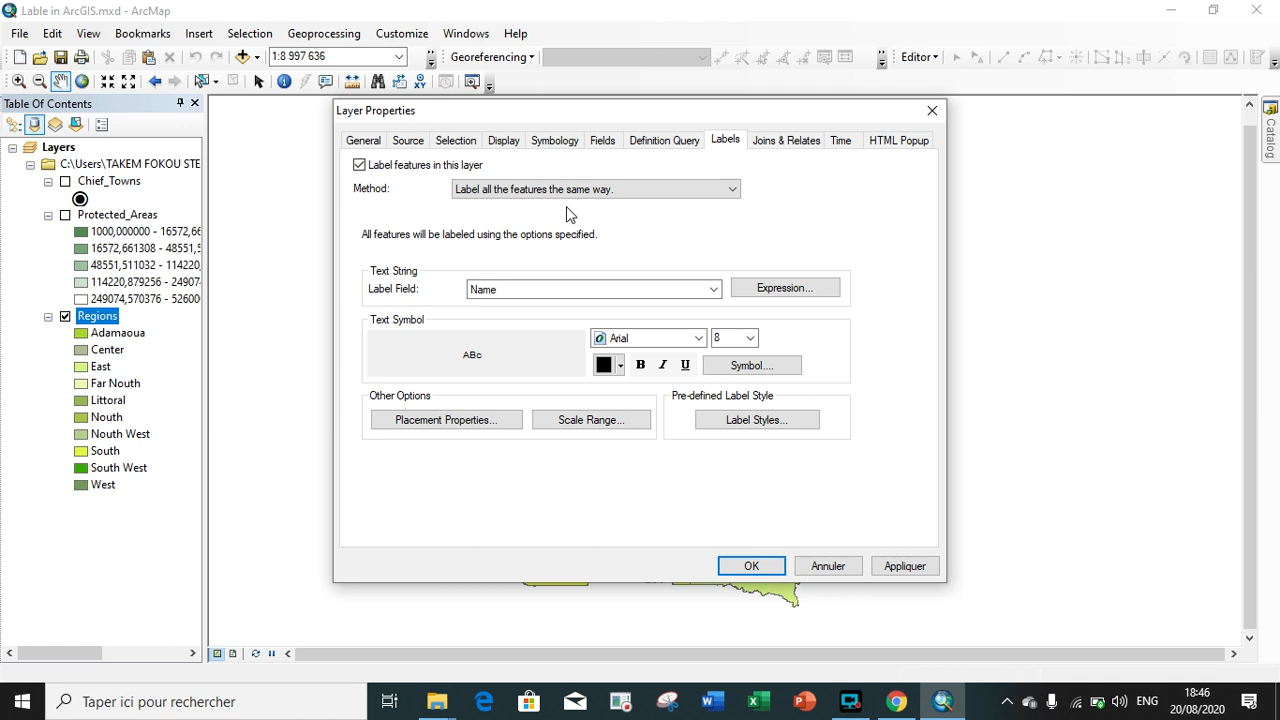 Lable in ArcGIS.mxd - ArcMap
File Edit View Bookmarks Insert Selection Geoprocessing Customize Windows Help
1:8 997 636 Georeferencing Editor
Table Of Contents
Layers
C:\Users\TAKEM FOKOU STE
Chief_Towns
Protected_Areas
1000,000000 - 16572,66
16572,661308 - 48551,5
48551,511032 - 114220,
114220,879256 - 24907
249074,570376 - 52600
Regions
Adamaoua
Center
East
Far Nouth
Littoral
Nouth
Nouth West
South
South West
West
Layer Properties
General Source Selection Display Symbology Fields Definition Query Labels Joins & Relates Time HTML Popup
Label features in this layer
Method: Label all the features the same way.
All features will be labeled using the options specified.
Text String
Label Field: Name Expression...
Text Symbol
ABc
Arial 8
B I U Symbol....
Other Options
Placement Properties... Scale Range...
Pre-defined Label Style
Label Styles...
OK Annuler Appliquer
Catalog
Taper ici pour rechercher
ENG
18:46
20/08/2020